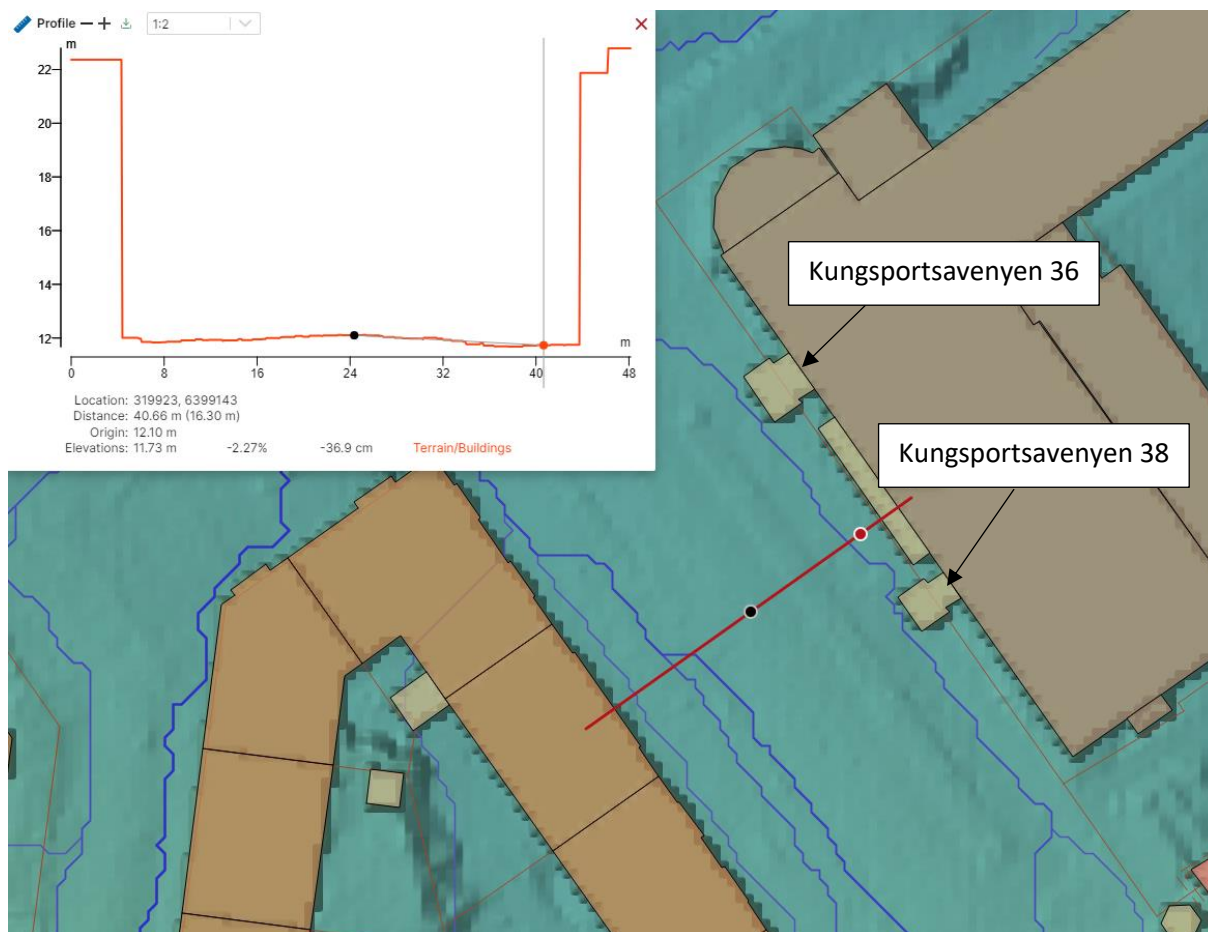 Profile 1:2
m
22
20
18
16
14
12
m
0 8 16 24 32 40 48
Location: 319923, 6399143
Distance: 40.66 m (16.30 m)
Origin: 12.10 m
Elevations: 11.73 m -2.27% -36.9 cm Terrain/Buildings
Kungsportsavenyen 36
Kungsportsavenyen 38